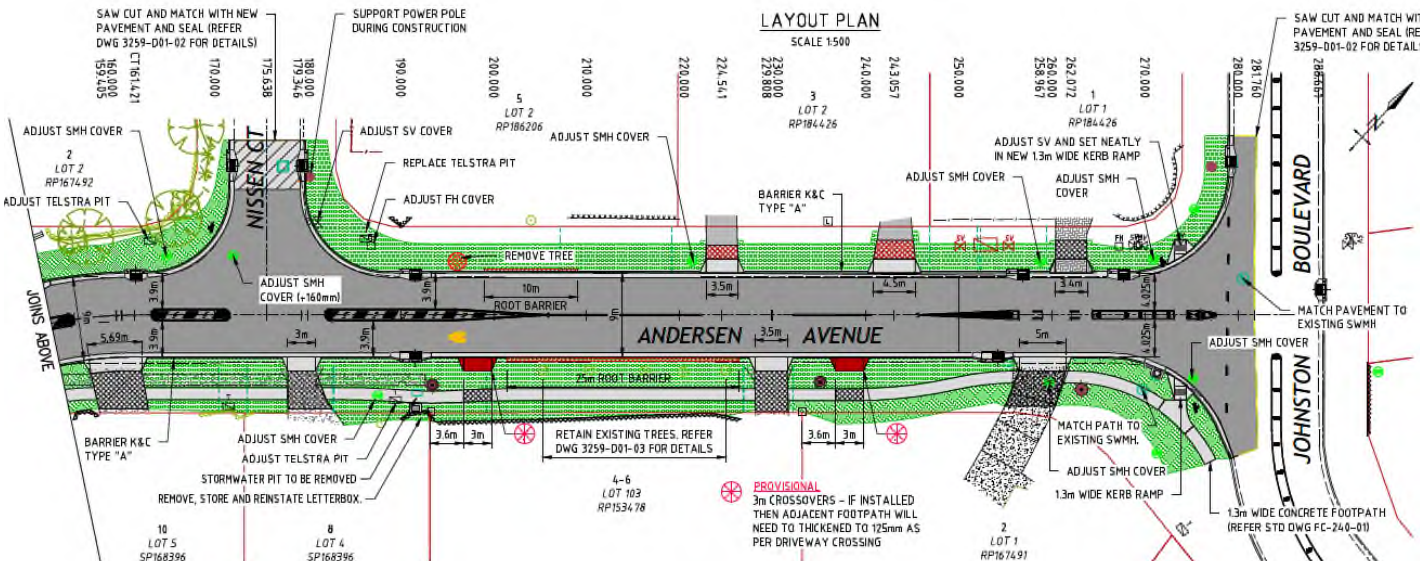 LAYOUT PLAN
SCALE 1:500
SAW CUT AND MATCH WITH NEW
PAVEMENT AND SEAL (REFER
DWG 3259-D01-02 FOR DETAILS)
SUPPORT POWER POLE
DURING CONSTRUCTION
SAW CUT AND MATCH WIT
PAVEMENT AND SEAL (RE
3259-D01-02 FOR DETAILS
159.405
160.000
CT161.421
170.000
175.638
179.346
180.000
190.000
200.000
210.000
220.000
224.541
229.808
230.000
240.000
243.057
250.000
258.967
260.000
262.072
270.000
280.000
281.760
5
LOT 2
RP186206
3
LOT 2
RP184426
1
LOT 1
RP184426
ADJUST SMH COVER
2
LOT 2
RP167492
ADJUST TELSTRA PIT
NISSEN CT
ADJUST SV COVER
REPLACE TELSTRA PIT
ADJUST FH COVER
ADJUST SMH COVER
BARRIER K&C
TYPE "A"
ADJUST SMH COVER
ADJUST SV AND SET NEATLY
IN NEW 1.3m WIDE KERB RAMP
ADJUST SMH
COVER
REMOVE TREE
ADJUST SMH
COVER (+160mm)
JOINS ABOVE
3.9m
3.9m
10m
ROOT BARRIER
3.5m
4.5m
3.4m
4.025m
9m
ANDERSEN AVENUE
3.5m
5m
4.025m
5.69m
3m
3.9m
3.9m
BOULEVARD
JOHNSTON
MATCH PAVEMENT TO
EXISTING SWMH
ADJUST SMH COVER
25m ROOT BARRIER
BARRIER K&C
TYPE "A"
ADJUST SMH COVER
ADJUST TELSTRA PIT
STORMWATER PIT TO BE REMOVED
REMOVE, STORE AND REINSTATE LETTERBOX.
3.6m
3m
RETAIN EXISTING TREES. REFER
DWG 3259-D01-03 FOR DETAILS
3.6m
3m
MATCH PATH TO
EXISTING SWMH.
ADJUST SMH COVER
1.3m WIDE KERB RAMP
1.3m WIDE CONCRETE FOOTPATH
(REFER STD DWG FC-240-01)
10
LOT 5
SP168396
8
LOT 4
SP168396
4-6
LOT 103
RP153478
PROVISIONAL
3m CROSSOVERS - IF INSTALLED
THEN ADJACENT FOOTPATH WILL
NEED TO THICKENED TO 125mm AS
PER DRIVEWAY CROSSING
2
LOT 1
RP167491